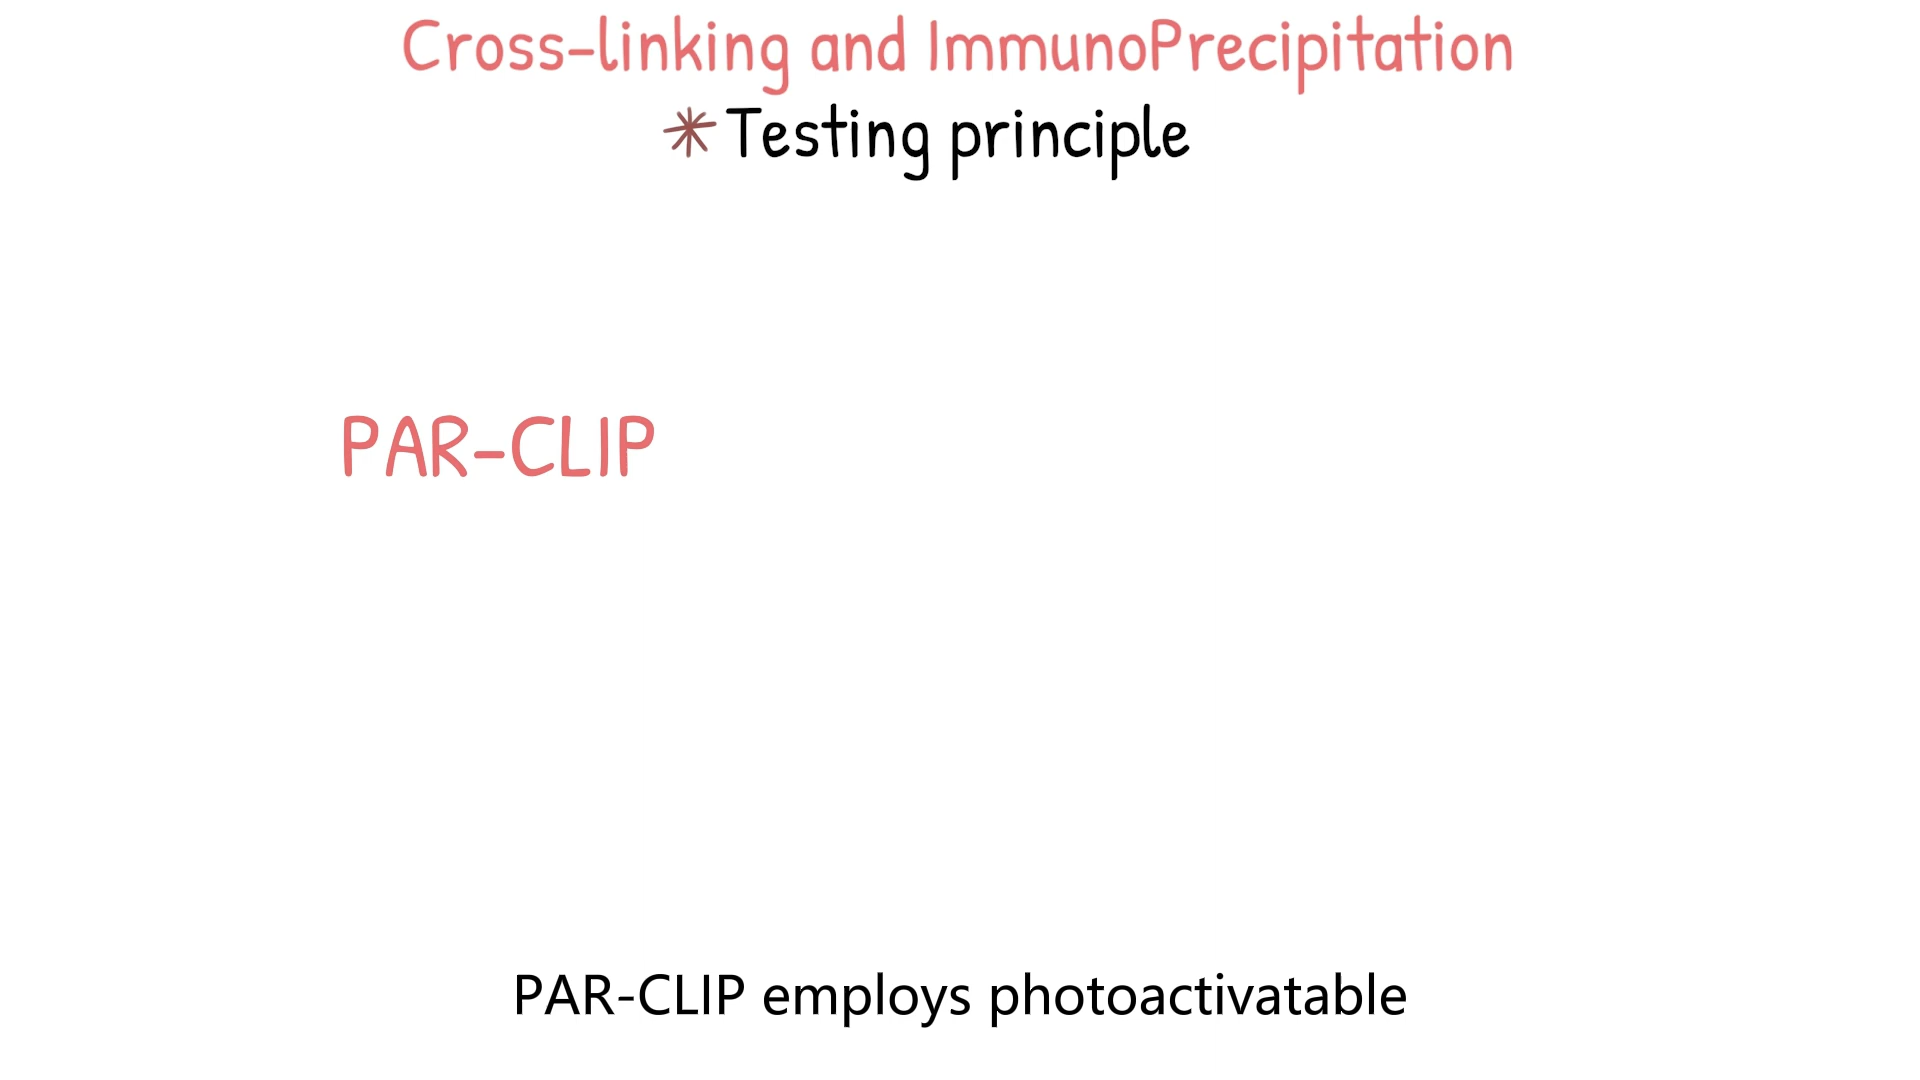 Cross-linking and ImmunoPrecipitation
*Testing principle
PAR-CLIP
PAR-CLIP employs photoactivatable